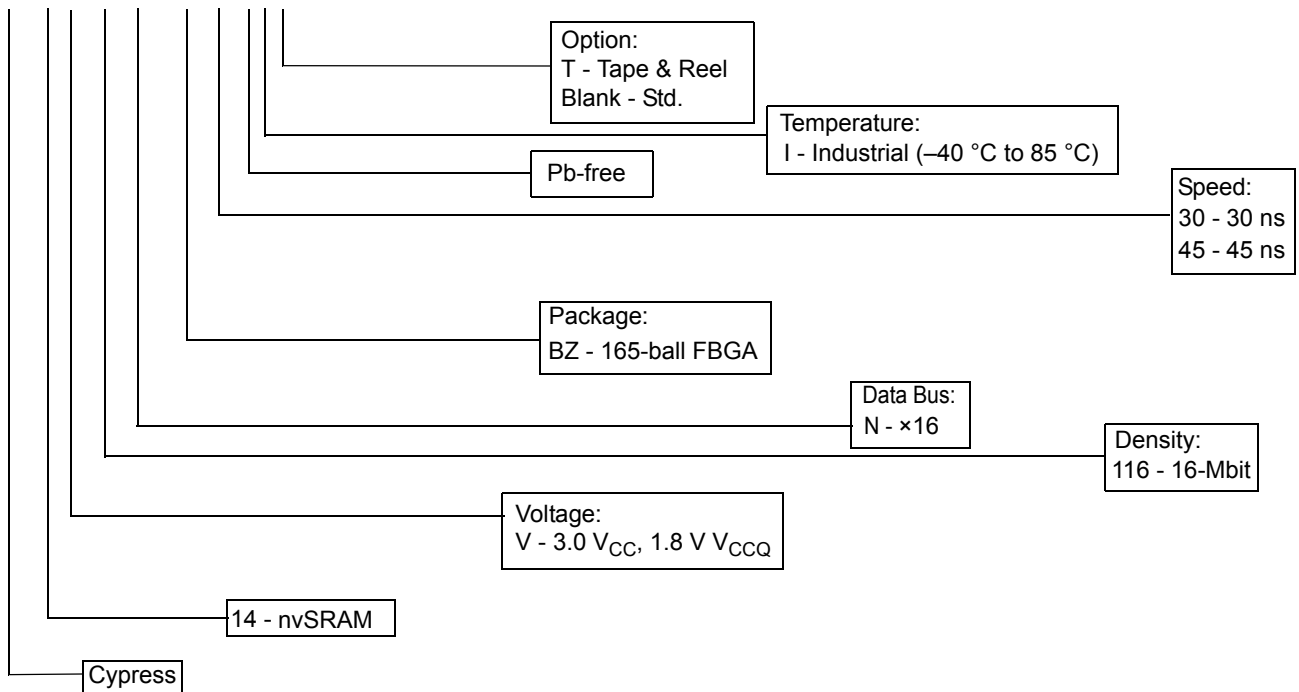 Option:
T - Tape & Reel
Blank - Std.
Temperature:
I - Industrial (–40 °C to 85 °C)
Pb-free
Speed:
30 - 30 ns
45 - 45 ns
Package:
BZ - 165-ball FBGA
Data Bus:
N - ×16
Density:
116 - 16-Mbit
Voltage:
V - 3.0 VCC, 1.8 V VCCQ
14 - nvSRAM
Cypress